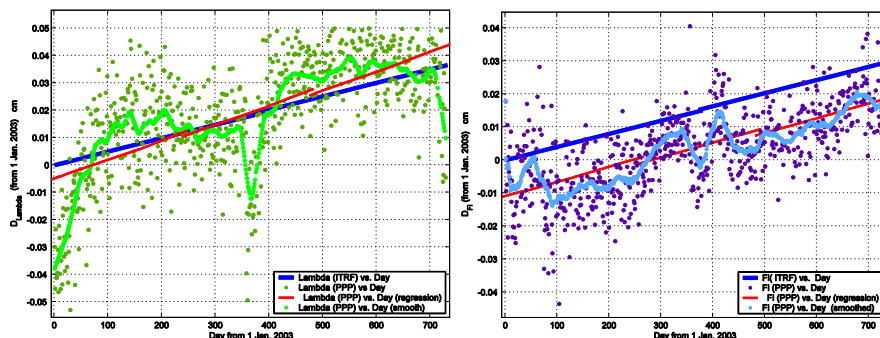 0.05
0.04
0.03
0.02
0.01
0
-0.01
-0.02
-0.03
-0.04
-0.05
D Lambda (from 1 Jan. 2003) cm
0 100 200 300 400 500 600 700
Day from 1 Jan. 2003
Lambda (ITRF) vs. Day
Lambda (PPP) vs. Day
Lambda (PPP) vs. Day (regression)
Lambda (PPP) vs. Day (smooth)
0.04
0.03
0.02
0.01
0
-0.01
-0.02
-0.03
-0.04
D Fi (from 1 Jan. 2003) cm
0 100 200 300 400 500 600 700
Day from 1 Jan. 2003
Fi( ITRF) vs. Day
Fi (PPP) vs. Day
Fi (PPP) vs. Day (regression)
Fi (PPP) vs. Day (smoothed)